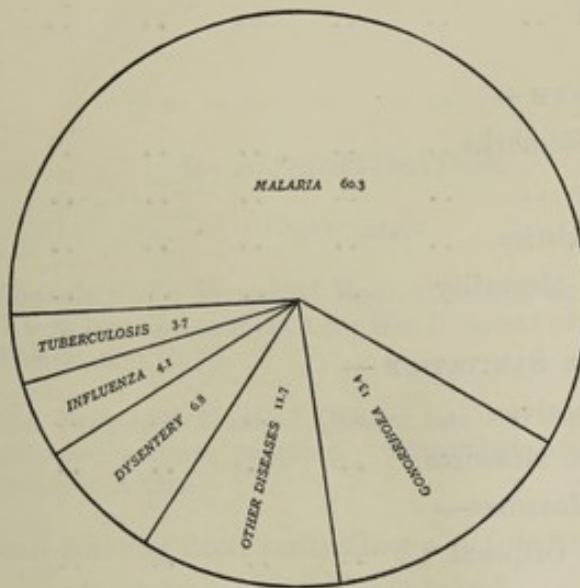 MALARIA 60.3
TUBERCULOSIS 3.7
INFLUENZA 4.1
DYSENTERY 6.8
OTHER DISEASES 11.7
GONORRHOEA 13.4